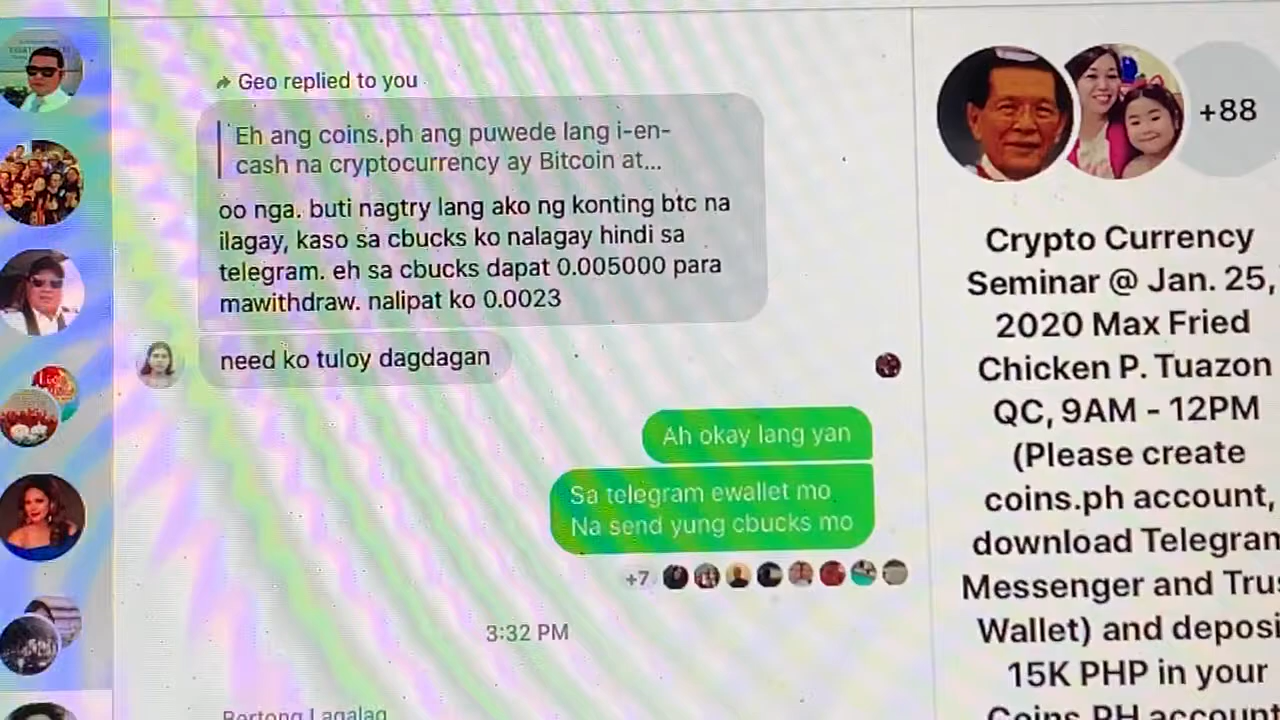 Geo replied to you
Eh ang coins.ph ang puwede lang i-en-
cash na cryptocurrency ay Bitcoin at...
oo nga. buti nagtry lang ako ng konting btc na
ilagay, kaso sa cbucks ko nalagay hindi sa
telegram. eh sa cbucks dapat 0.005000 para
mawithdraw. nalipat ko 0.0023
need ko tuloy dagdagan
Ah okay lang yan
Sa telegram ewallet mo
Na send yung cbucks mo
+7
3:32 PM
Bertong Lagalag
+88
Crypto Currency
Seminar @ Jan. 25,
2020 Max Fried
Chicken P. Tuazon
QC, 9AM - 12PM
(Please create
coins.ph account,
download Telegram
Messenger and Trus
Wallet) and deposi
15K PHP in your
Coins.PH account